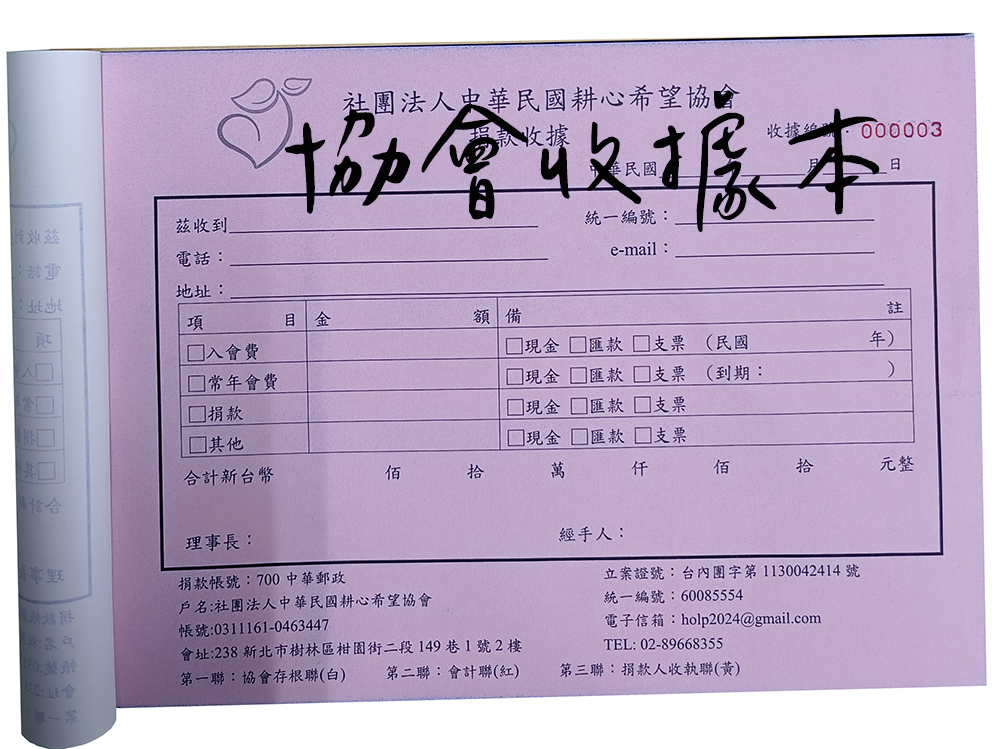 社團法人中華民國耕心希望協會
捐款收據
收據編號：000003
協會收據本
中華民國 月 日
茲收到 統一編號：
電話： e-mail：
地址：
項目 金額 備註
□入會費 □現金 □匯款 □支票 （民國 年）
□常年會費 □現金 □匯款 □支票 （到期： ）
□捐款 □現金 □匯款 □支票
□其他 □現金 □匯款 □支票
合計新台幣 佰 拾 萬 仟 佰 拾 元整
理事長： 經手人：
捐款帳號：700 中華郵政
戶名:社團法人中華民國耕心希望協會
帳號:0311161-0463447
會址:238 新北市樹林區柑園街二段 149 巷 1 號 2 樓
立案證號：台內團字第 1130042414 號
統一編號：60085554
電子信箱：holp2024@gmail.com
TEL: 02-89668355
第一聯：協會存根聯(白) 第二聯：會計聯(紅) 第三聯：捐款人收執聯(黃)